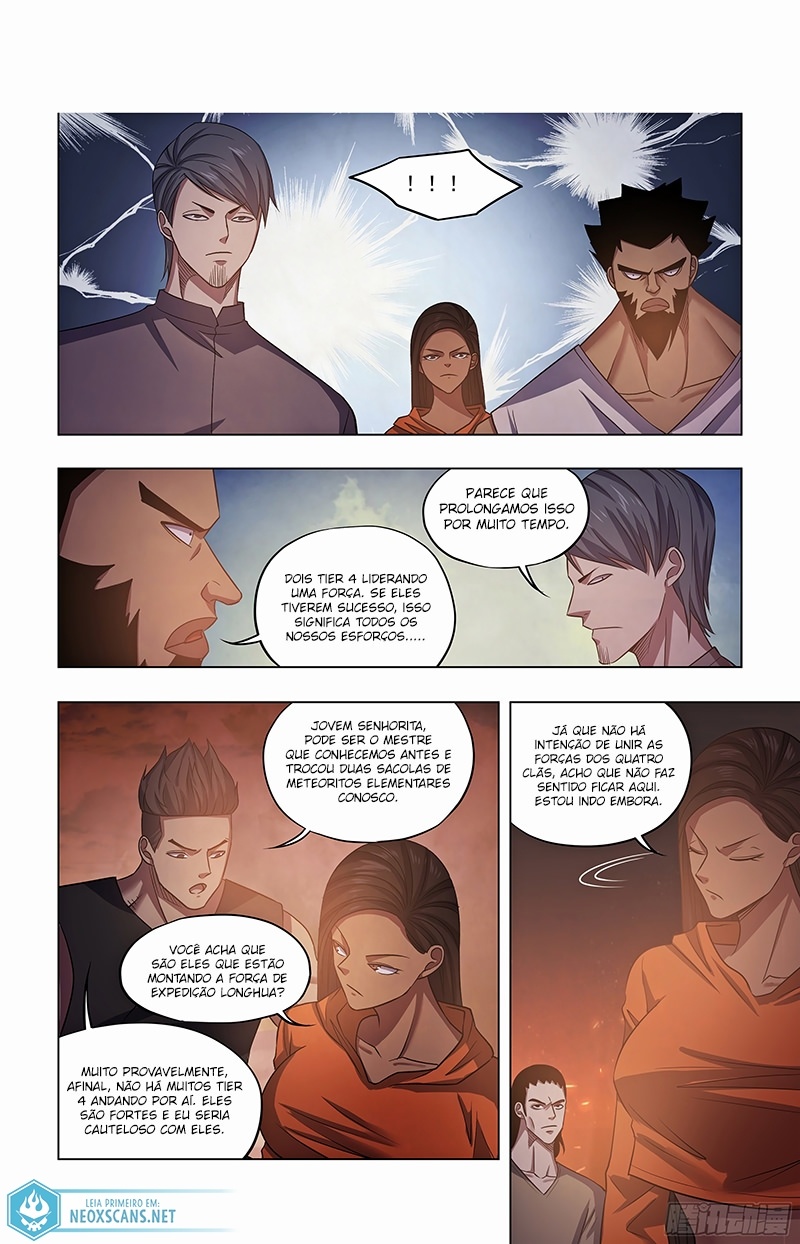 !!!
PARECE QUE
PROLONGAMOS ISSO
POR MUITO TEMPO.
DOIS TIER 4 LIDERANDO
UMA FORÇA. SE ELES
TIVEREM SUCESSO, ISSO
SIGNIFICA TODOS OS
NOSSOS ESFORÇOS.....
JOVEM SENHORITA,
PODE SER O MESTRE
QUE CONHECEMOS ANTES E
TROCOU DUAS SACOLAS DE
METEORITOS ELEMENTARES
CONOSCO.
VOCÊ ACHA QUE
SÃO ELES QUE ESTÃO
MONTANDO A FORÇA DE
EXPEDIÇÃO LONGHUA?
MUITO PROVAVELMENTE,
AFINAL, NÃO HÁ MUITOS TIER
4 ANDANDO POR AÍ. ELES
SÃO FORTES E EU SERIA
CAUTELOSO COM ELES.
JÁ QUE NÃO HÁ
INTENÇÃO DE UNIR AS
FORÇAS DOS QUATRO
CLÃS, ACHO QUE NÃO FAZ
SENTIDO FICAR AQUI.
ESTOU INDO EMBORA.
LEIA PRIMEIRO EM:
NEOXSCANS.NET
腾讯动漫